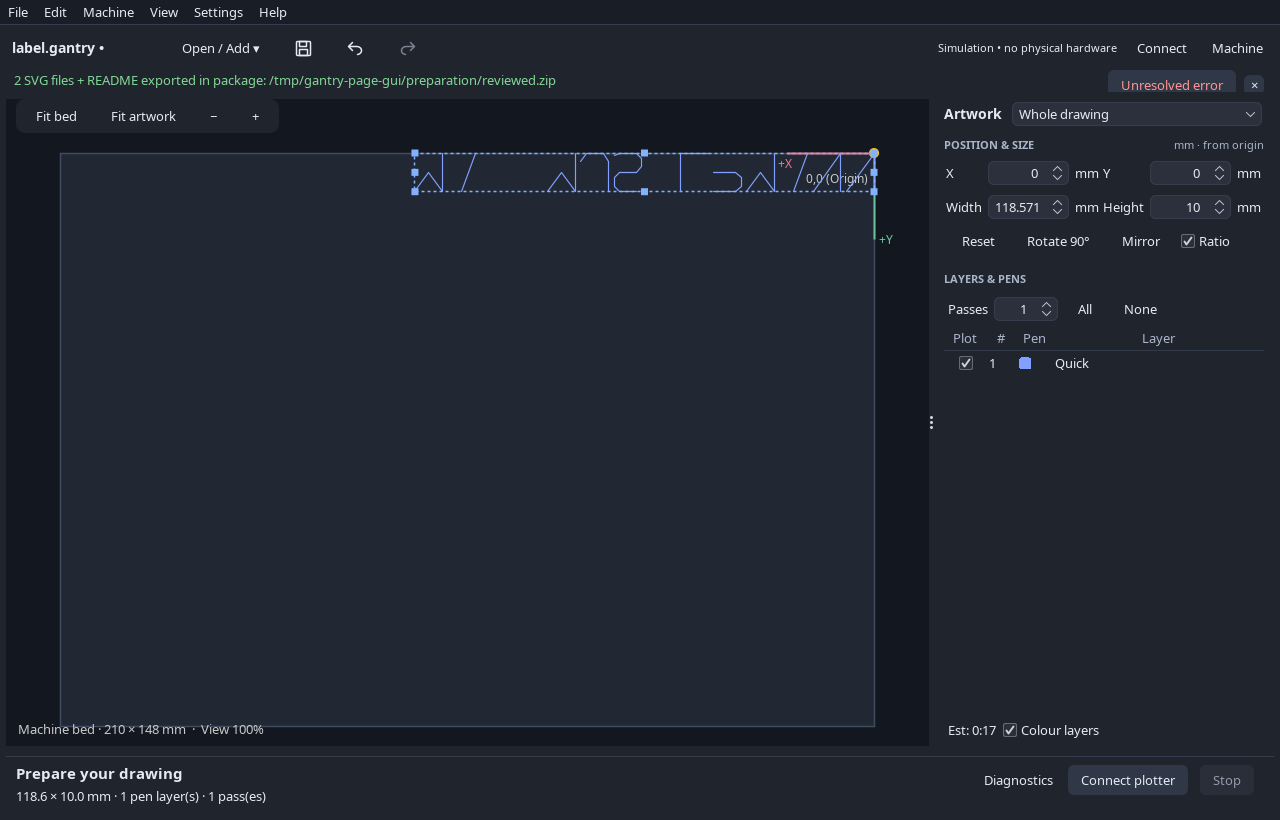 File Edit Machine View Settings Help
label.gantry • Open / Add ▾ Simulation • no physical hardware Connect Machine
2 SVG files + README exported in package: /tmp/gantry-page-gui/preparation/reviewed.zip Unresolved error ×
Fit bed Fit artwork − +
+X
0,0 (Origin)
+Y
Machine bed · 210 × 148 mm · View 100%
Artwork Whole drawing
POSITION & SIZE mm · from origin
X 0 mm Y 0 mm
Width 118.571 mm Height 10 mm
Reset Rotate 90° Mirror Ratio
LAYERS & PENS
Passes 1 All None
Plot # Pen Layer
1 Quick
Est: 0:17 Colour layers
Prepare your drawing
118.6 × 10.0 mm · 1 pen layer(s) · 1 pass(es)
Diagnostics Connect plotter Stop